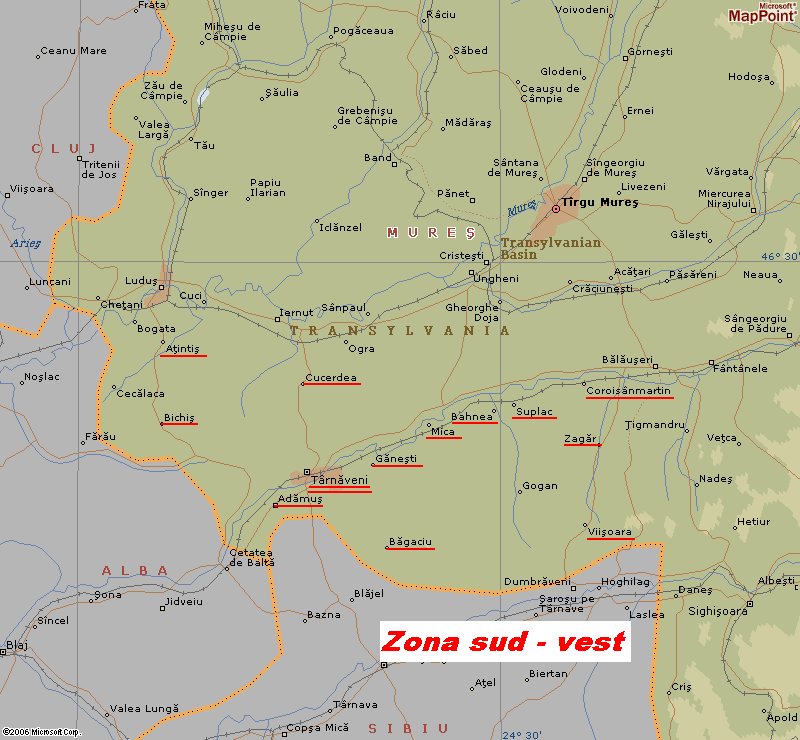 Microsoft®
MapPoint®
Frâta
Miheşu de
Câmpie
Pogăceaua
Râciu
Voivodeni
Ceanu Mare
Săbed
Gorneşti
Zău de
Câmpie
Şăulia
Glodeni
Ceauşu de
Câmpie
Hodoşa
Grebenişu
de Câmpie
Ernei
Valea
Largă
Mădăraş
CLUJ
Tău
Tritenii
de Jos
Band
Sântana
de Mureş
Sîngeorgiu
de Mureş
Vărgata
Viişoara
Sînger
Papiu
Ilarian
Pănet
Livezeni
Miercurea
Nirajului
Mureş
Tîrgu Mureş
Iclănzel
MUREŞ
Arieş
Transylvanian
Basin
Găleşti
Cristeşti
46° 30'
Luncani
Luduş
Ungheni
Acăţari
Păsăreni
Neaua
Crăciuneşti
Cheţani
Cuci
Iernut
Sânpaul
Gheorghe
Doja
Sângeorgiu
de Pădure
Bogata
TRANSYLVANIA
Aţintiş
Ogra
Bălăuşeri
Fântânele
Noşlac
Cucerdea
Cecălaca
Coroisânmartin
Bichiş
Bahnea
Suplac
Mica
Zagăr
Ţigmandru
Veţca
Fărău
Găneşti
Târnăveni
Gogan
Nadeş
Adămuş
Hetiur
Viişoara
Băgaciu
Cetatea
de Baltă
ALBA
Dumbrăveni
Hoghilag
Albeşti
Şona
Jidveiu
Blăjel
Daneş
Şaroşu pe
Târnave
Sighişoara
Sîncel
Bazna
Laslea
Blaj
Zona sud - vest
Aţel
Biertan
Criş
Valea Lungă
Târnava
Apold
Copşa Mică
SIBIU
24° 30'
©2006 Microsoft Corp.